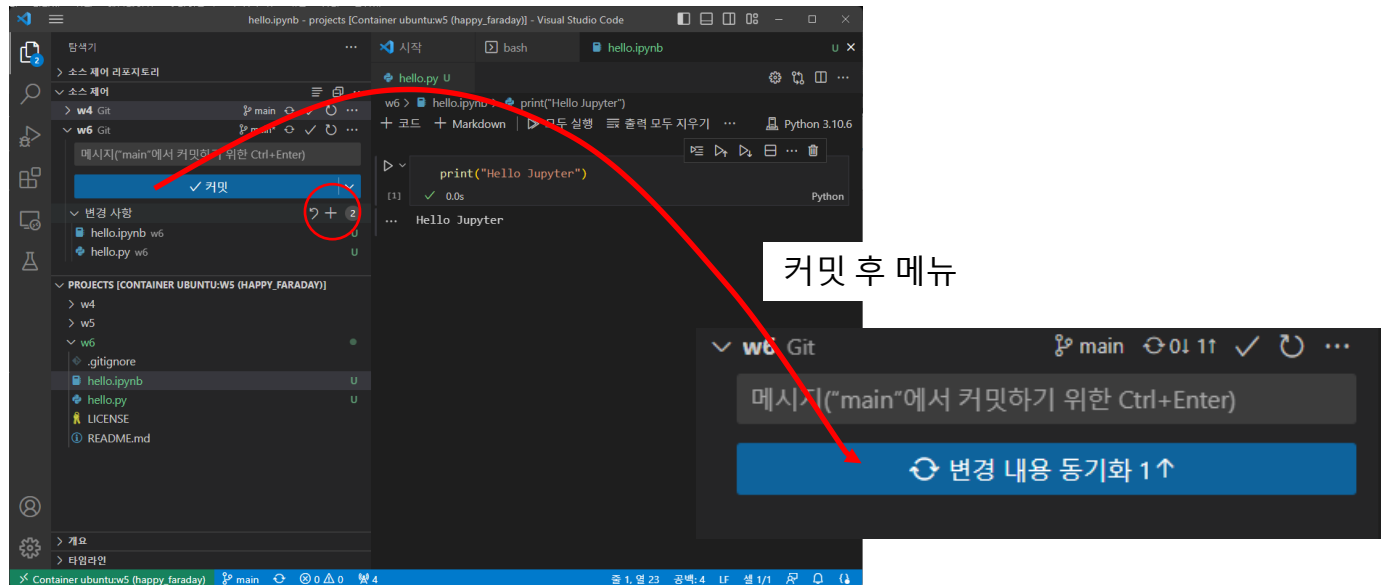 hello.ipynb - projects [Container ubuntu:w5 (happy_faraday)] - Visual Studio Code
탐색기
소스 제어 리포지토리
소스 제어
w4 Git main
w6 Git main*
메시지("main"에서 커밋하기 위한 Ctrl+Enter)
커밋
변경 사항 2
hello.ipynb w6 U
hello.py w6 U
PROJECTS [CONTAINER UBUNTU:W5 (HAPPY_FARADAY)]
w4
w5
w6
.gitignore
hello.ipynb U
hello.py U
LICENSE
README.md
개요
타임라인
2
시작
bash
hello.ipynb U
hello.py U
w6 > hello.ipynb > print("Hello Jupyter")
+ 코드 + Markdown 모두 실행 출력 모두 지우기 ... Python 3.10.6
print("Hello Jupyter")
[1] 0.0s Python
Hello Jupyter
커밋 후 메뉴
w6 Git main 0↓ 1↑
메시지("main"에서 커밋하기 위한 Ctrl+Enter)
변경 내용 동기화 1↑
Container ubuntu:w5 (happy_faraday) main 0 0 4 줄 1, 열 23 공백: 4 LF 셀 1/1